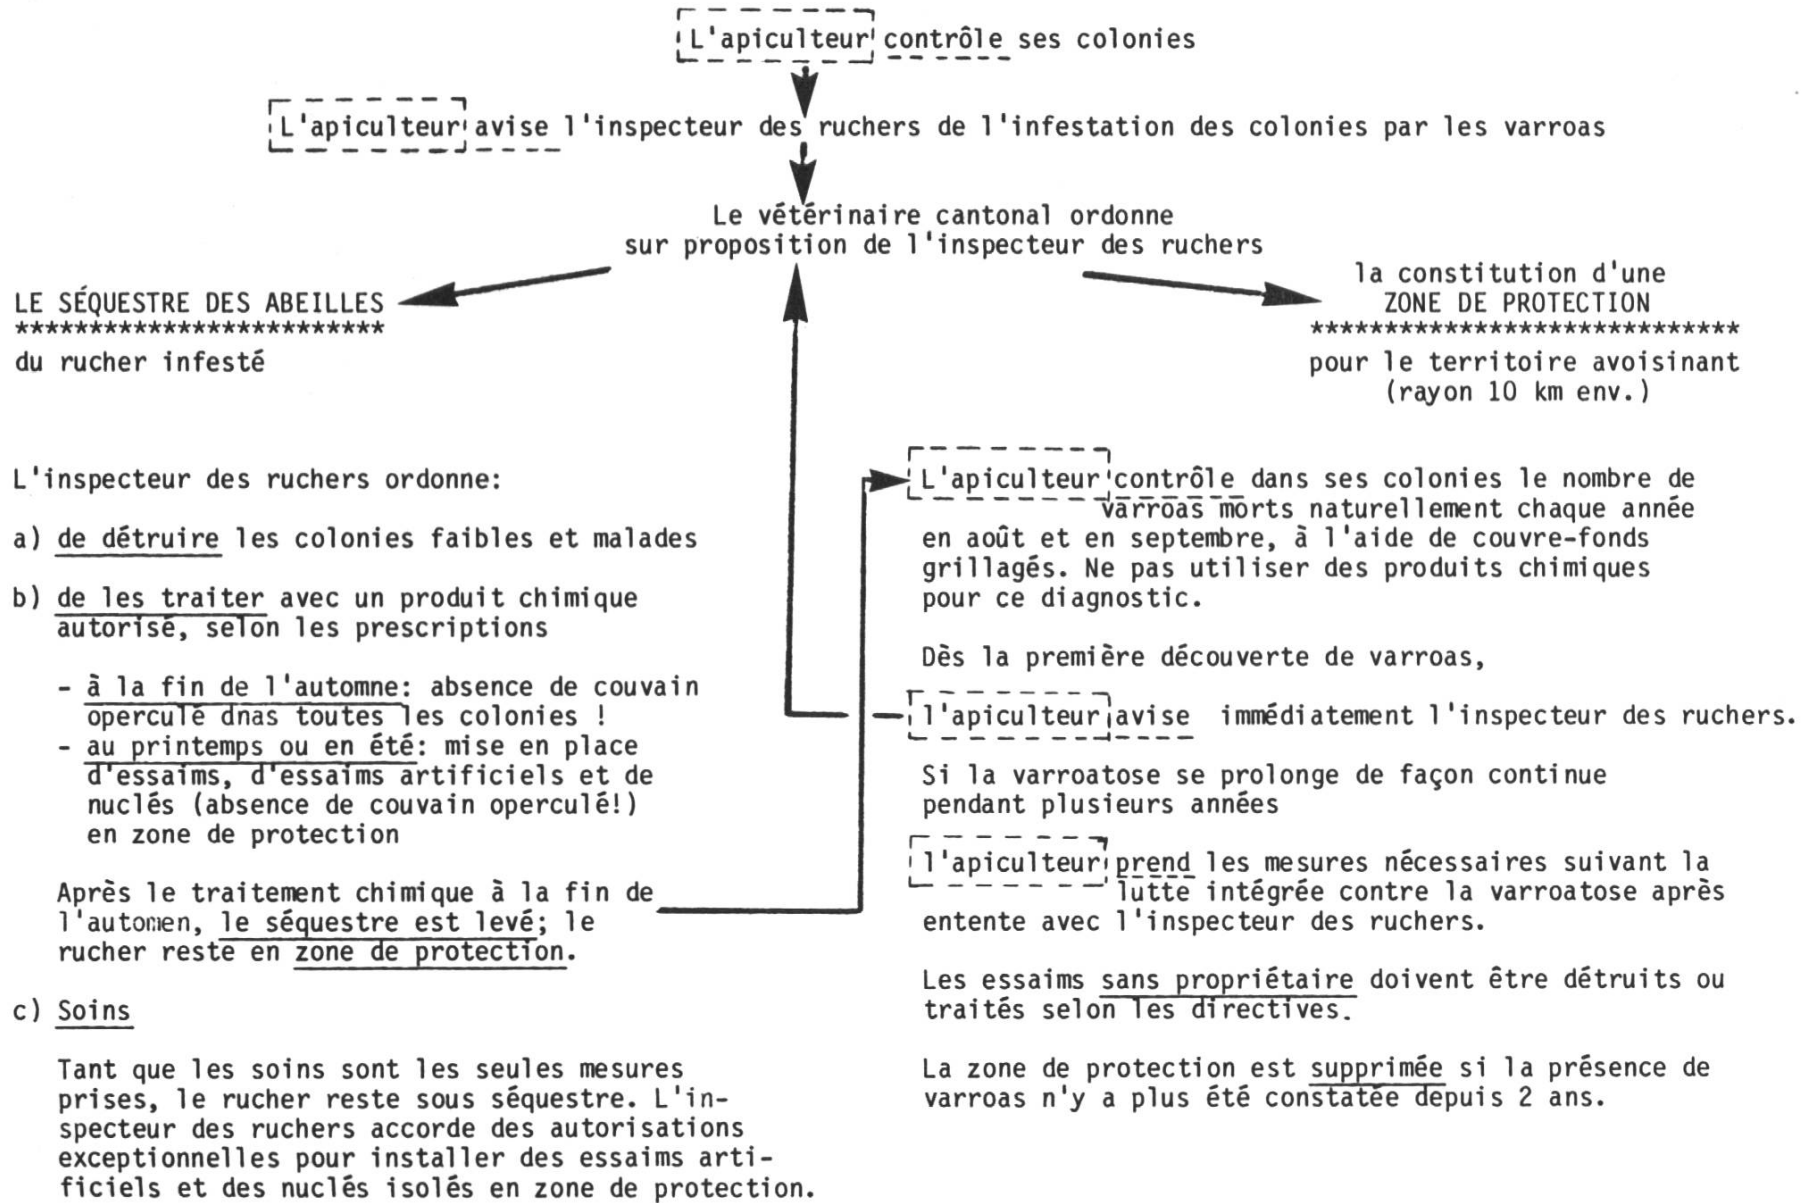 L'apiculteur contrôle ses colonies
L'apiculteur avise l'inspecteur des ruchers de l'infestation des colonies par les varroas
Le vétérinaire cantonal ordonne
sur proposition de l'inspecteur des ruchers
LE SÉQUESTRE DES ABEILLES
*************************
du rucher infesté
la constitution d'une
ZONE DE PROTECTION
*****************************
pour le territoire avoisinant
(rayon 10 km env.)
L'inspecteur des ruchers ordonne:
a) de détruire les colonies faibles et malades
b) de les traiter avec un produit chimique
autorisé, selon les prescriptions
- à la fin de l'automne: absence de couvain
operculé dnas toutes les colonies !
- au printemps ou en été: mise en place
d'essaims, d'essaims artificiels et de
nuclés (absence de couvain operculé!)
en zone de protection
Après le traitement chimique à la fin de
l'automen, le séquestre est levé; le
rucher reste en zone de protection.
c) Soins
Tant que les soins sont les seules mesures
prises, le rucher reste sous séquestre. L'in-
specteur des ruchers accorde des autorisations
exceptionnelles pour installer des essaims arti-
ficiels et des nuclés isolés en zone de protection.
L'apiculteur contrôle dans ses colonies le nombre de
varroas morts naturellement chaque année
en août et en septembre, à l'aide de couvre-fonds
grillagés. Ne pas utiliser des produits chimiques
pour ce diagnostic.
Dès la première découverte de varroas,
l'apiculteur avise immédiatement l'inspecteur des ruchers.
Si la varroatose se prolonge de façon continue
pendant plusieurs années
l'apiculteur prend les mesures nécessaires suivant la
lutte intégrée contre la varroatose après
entente avec l'inspecteur des ruchers.
Les essaims sans propriétaire doivent être détruits ou
traités selon les directives.
La zone de protection est supprimée si la présence de
varroas n'y a plus été constatée depuis 2 ans.